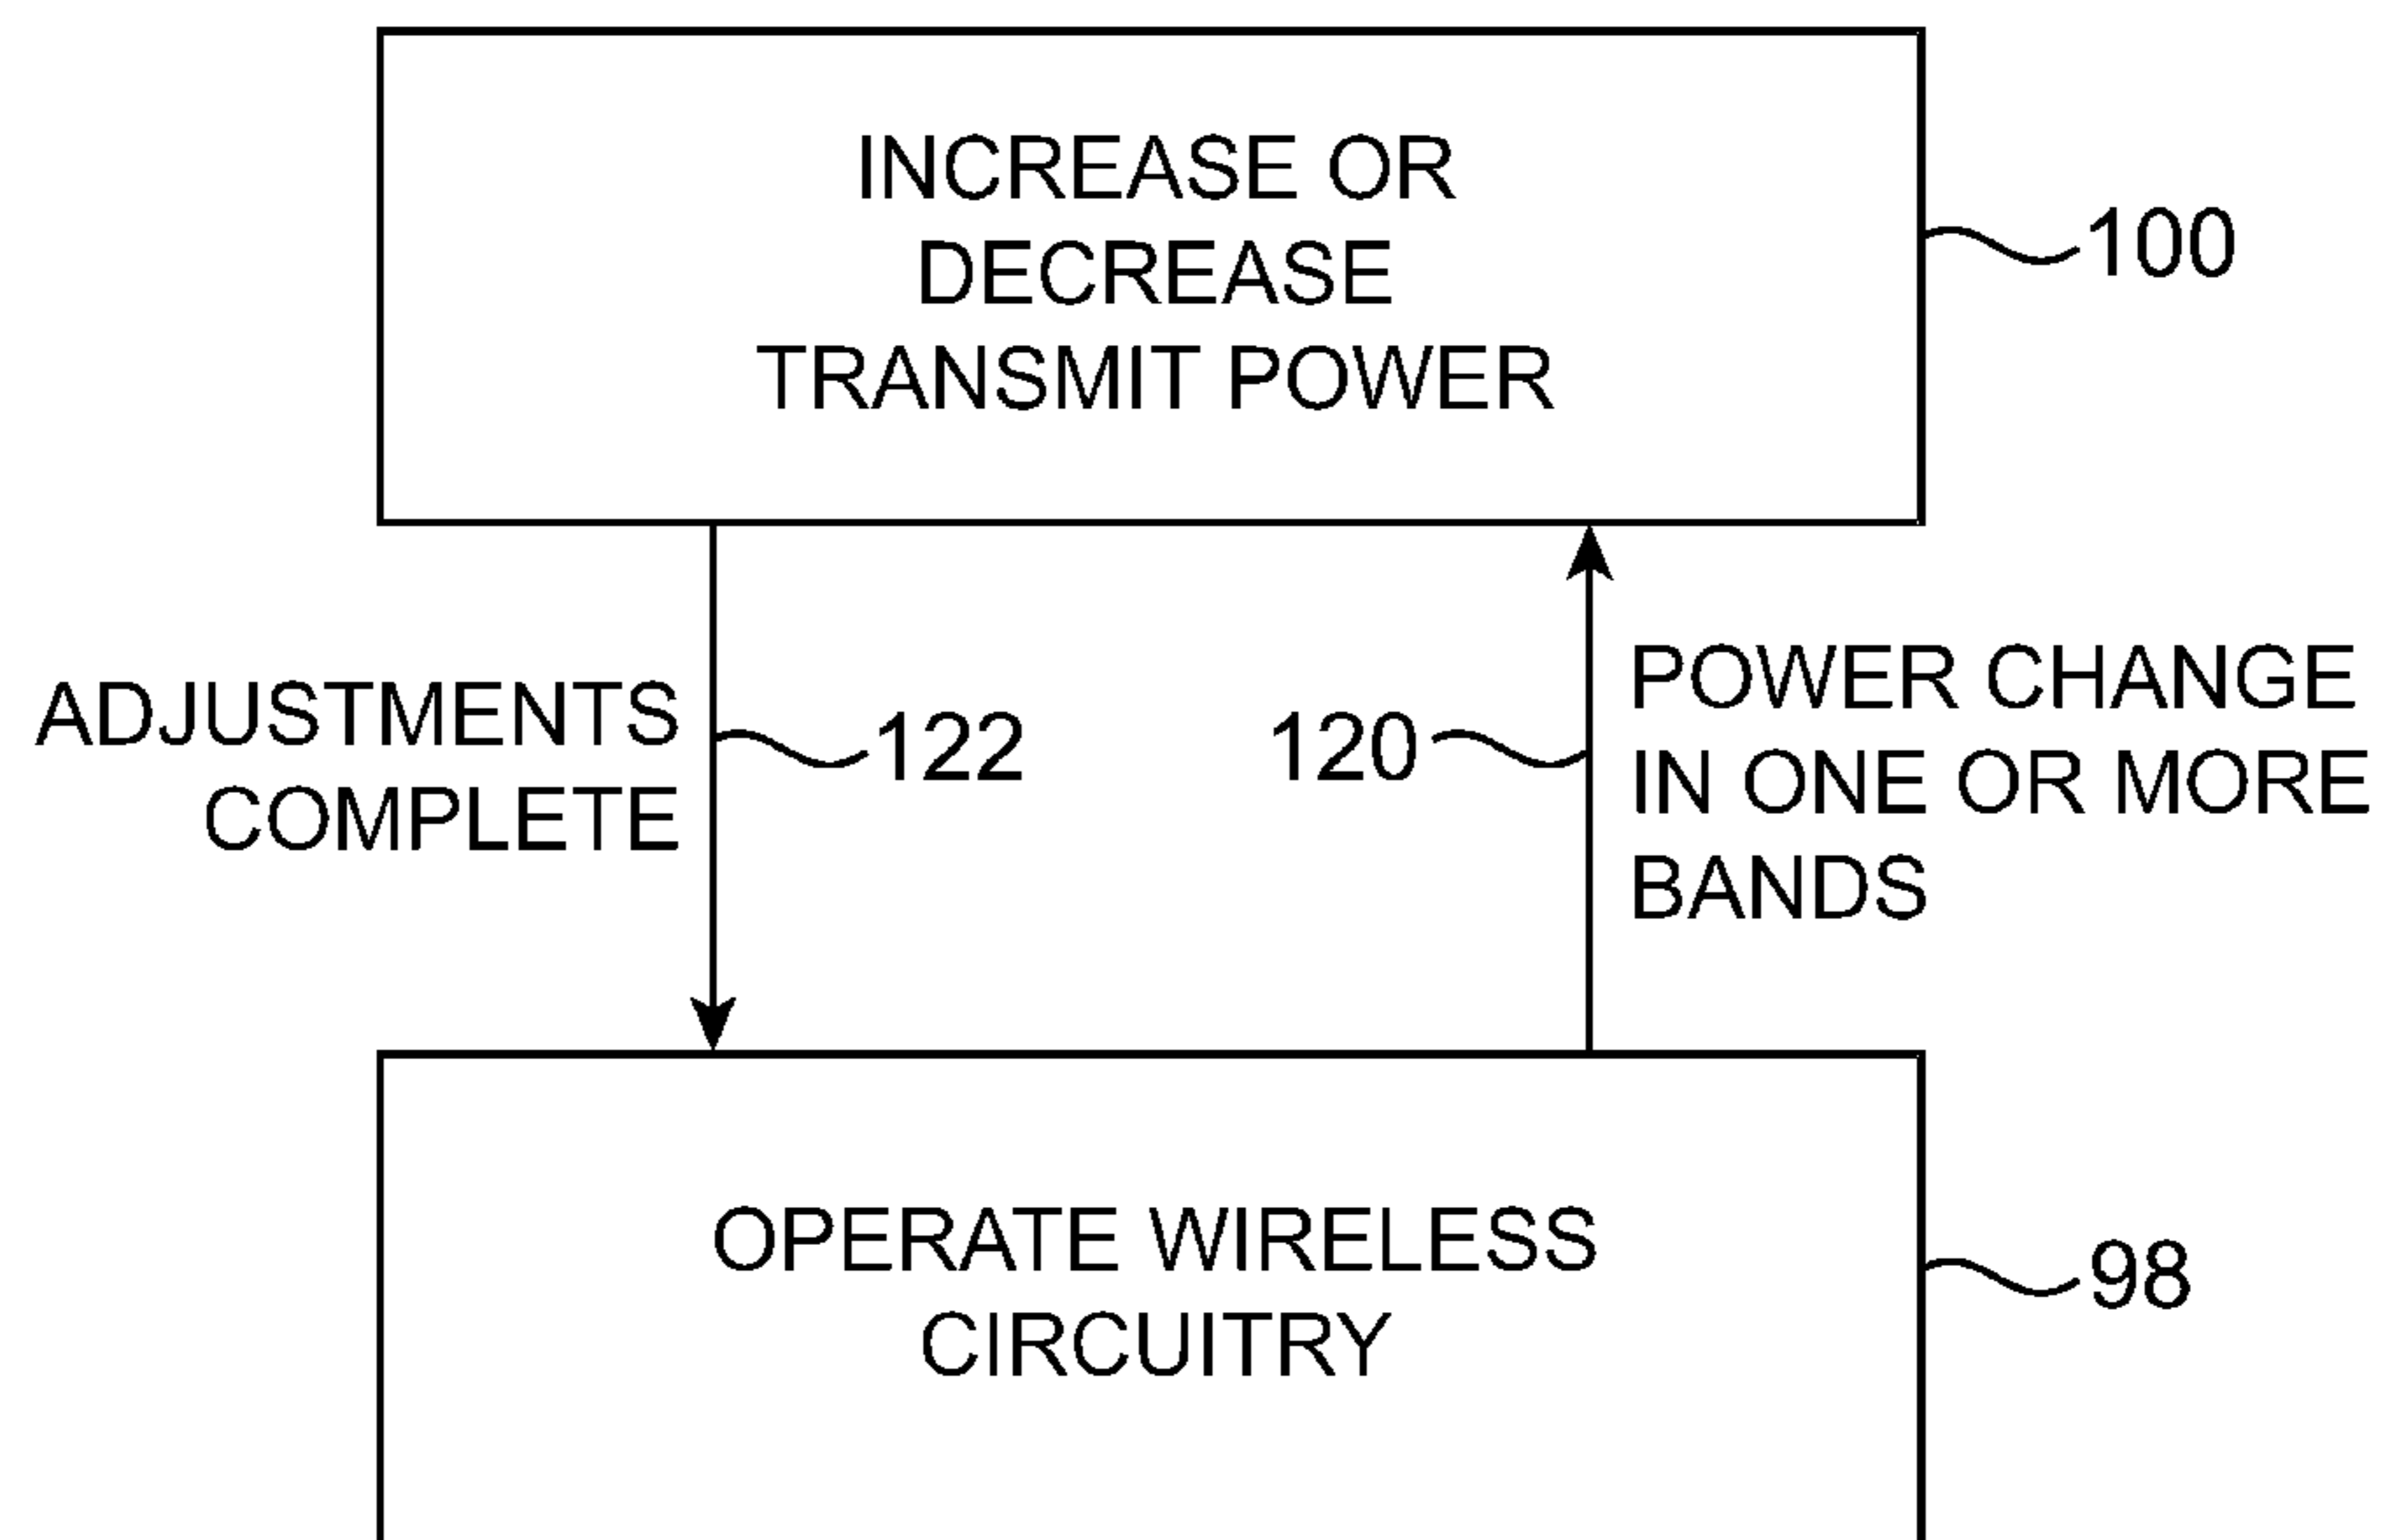 INCREASE OR
DECREASE
TRANSMIT POWER
100
ADJUSTMENTS
COMPLETE
122
120
POWER CHANGE
IN ONE OR MORE
BANDS
OPERATE WIRELESS
CIRCUITRY
98